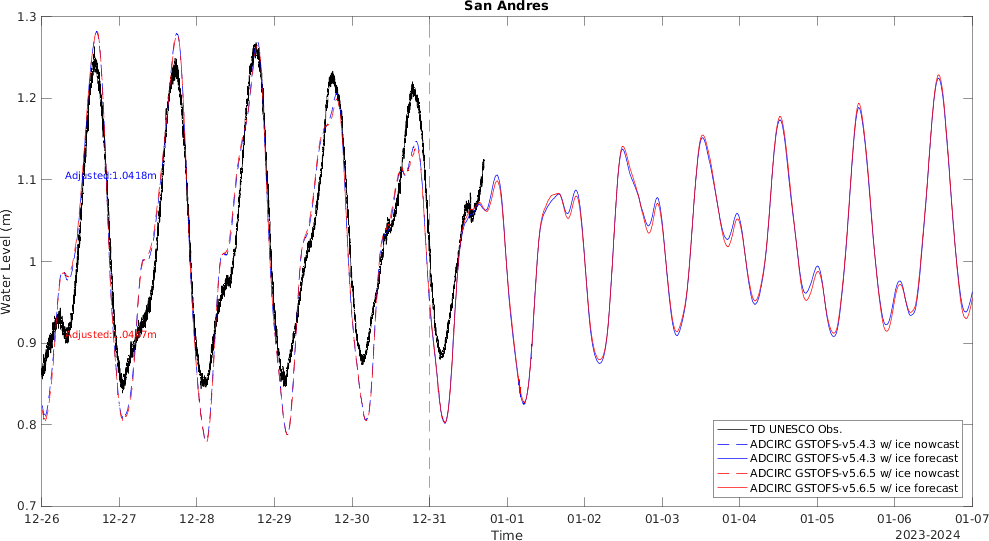 San Andres
1.3
1.2
1.1
1
0.9
0.8
0.7
Water Level (m)
Adjusted:1.0418m
12-26
12-27
12-28
12-29
12-30
12-31
01-01
01-02
01-03
01-04
01-05
01-06
01-07
Time
2023-2024
TD UNESCO Obs.
ADCIRC GSTOFS-v5.4.3 w/ ice nowcast
ADCIRC GSTOFS-v5.4.3 w/ ice forecast
ADCIRC GSTOFS-v5.6.5 w/ ice nowcast
ADCIRC GSTOFS-v5.6.5 w/ ice forecast